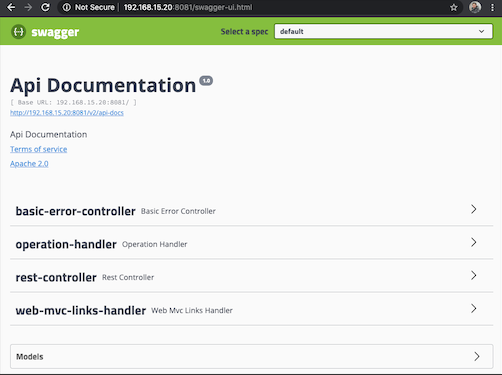 Not Secure | 192.168.15.20:8081/swagger-ui.html
swagger
Select a spec
default
Api Documentation 1.0
[ Base URL: 192.168.15.20:8081/ ]
http://192.168.15.20:8081/v2/api-docs
Api Documentation
Terms of service
Apache 2.0
basic-error-controller Basic Error Controller
operation-handler Operation Handler
rest-controller Rest Controller
web-mvc-links-handler Web Mvc Links Handler
Models